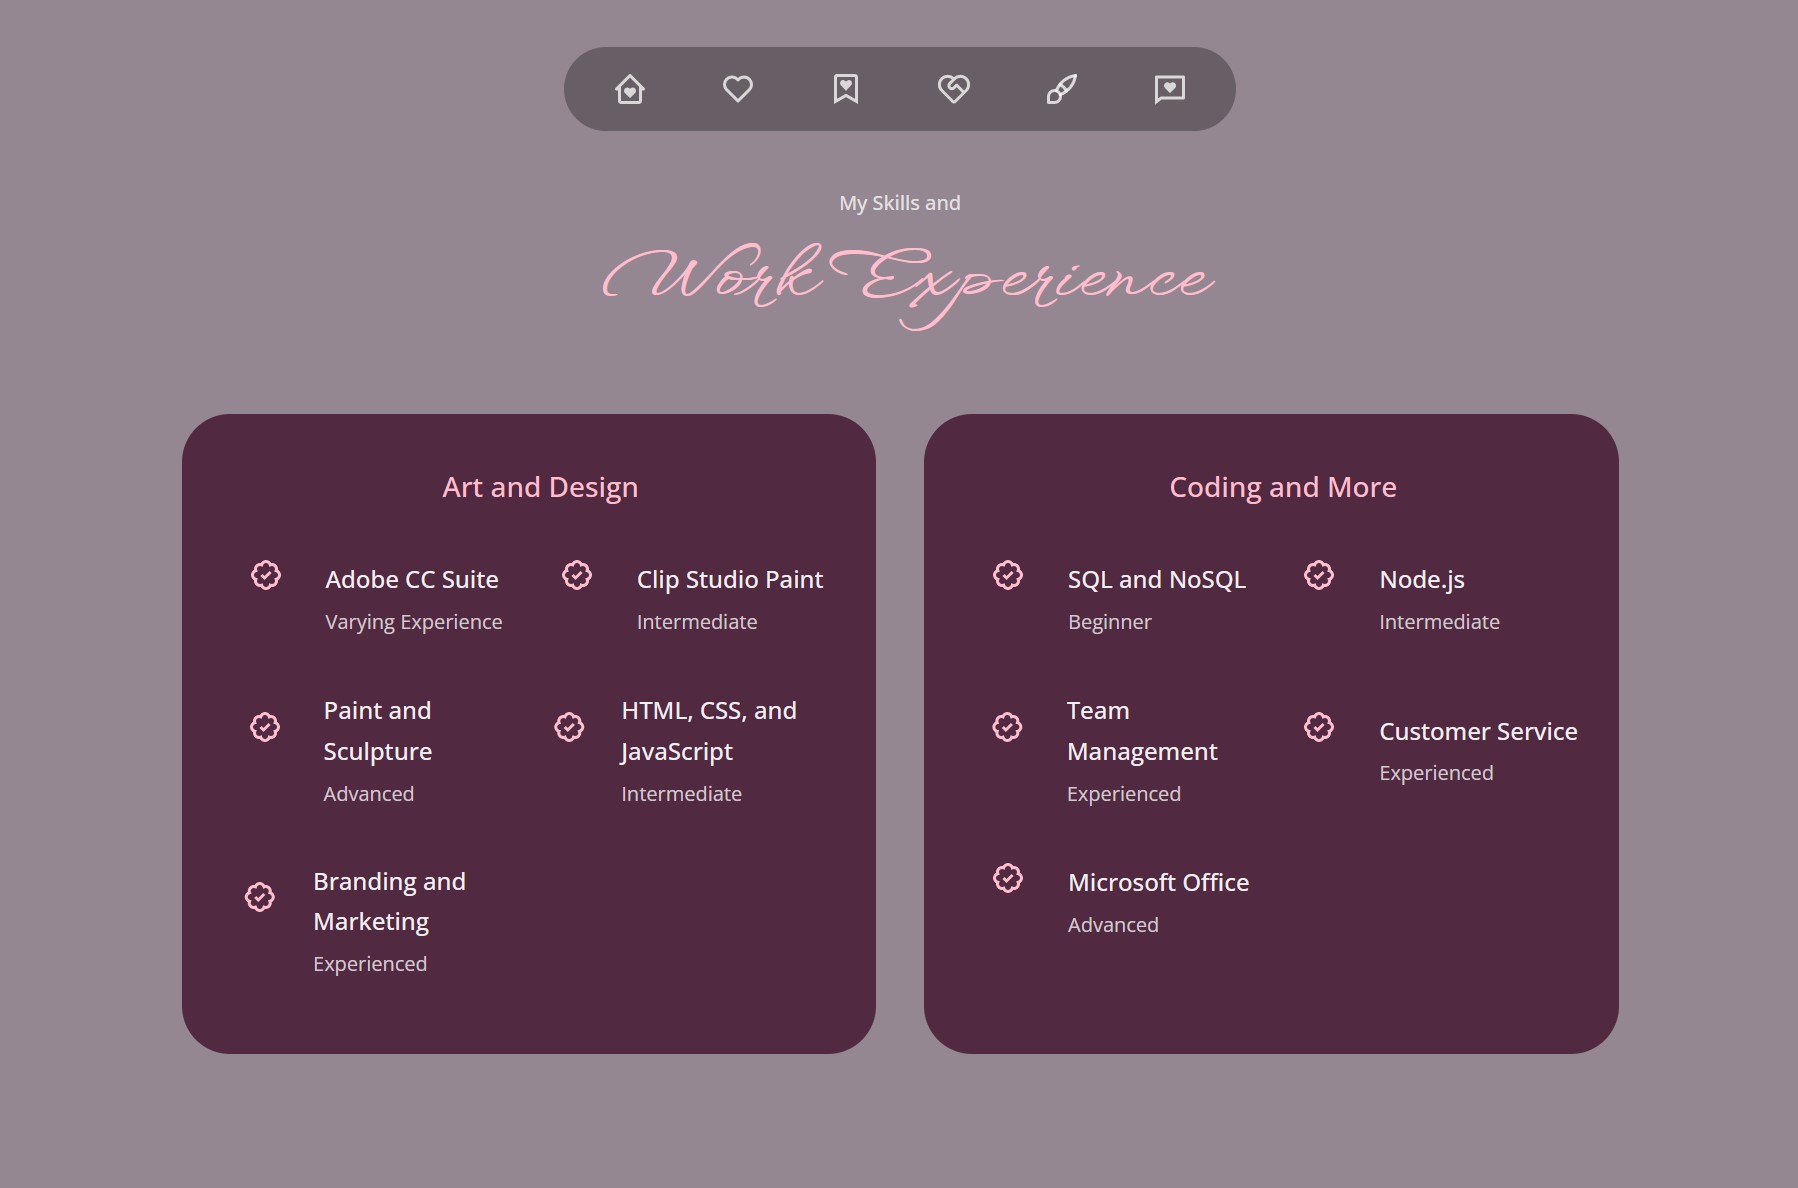 My Skills and
Work Experience
Art and Design
Adobe CC Suite
Varying Experience
Clip Studio Paint
Intermediate
Paint and
Sculpture
Advanced
HTML, CSS, and
JavaScript
Intermediate
Branding and
Marketing
Experienced
Coding and More
SQL and NoSQL
Beginner
Node.js
Intermediate
Team
Management
Experienced
Customer Service
Experienced
Microsoft Office
Advanced